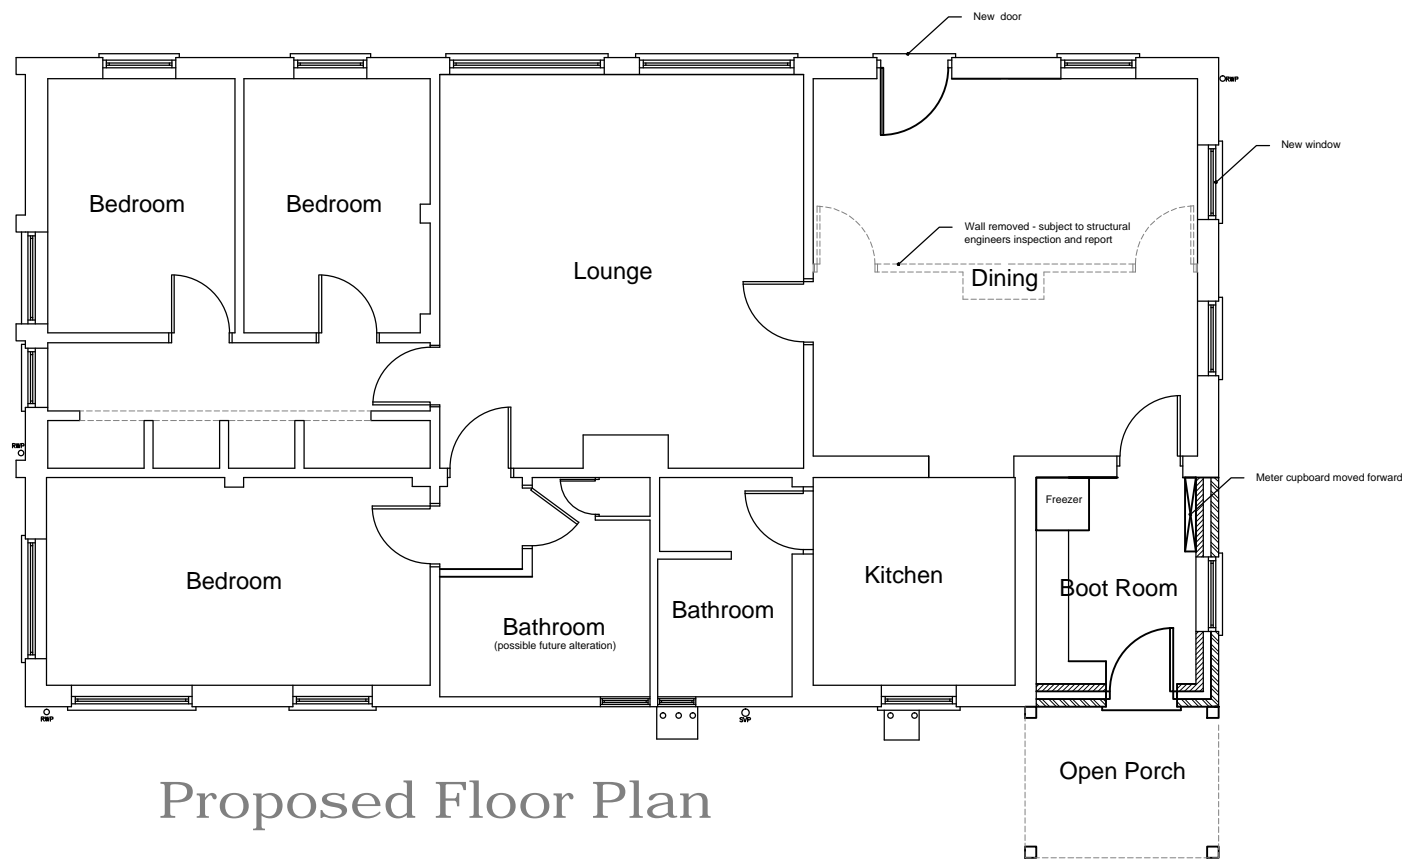 New door
RWP
New window
Bedroom
Bedroom
Wall removed - subject to structural
engineers inspection and report
Lounge
Dining
RWP
Meter cupboard moved forward
Freezer
Bedroom
Kitchen
Boot Room
Bathroom
Bathroom
(possible future alteration)
RWP
SVP
Open Porch
Proposed Floor Plan